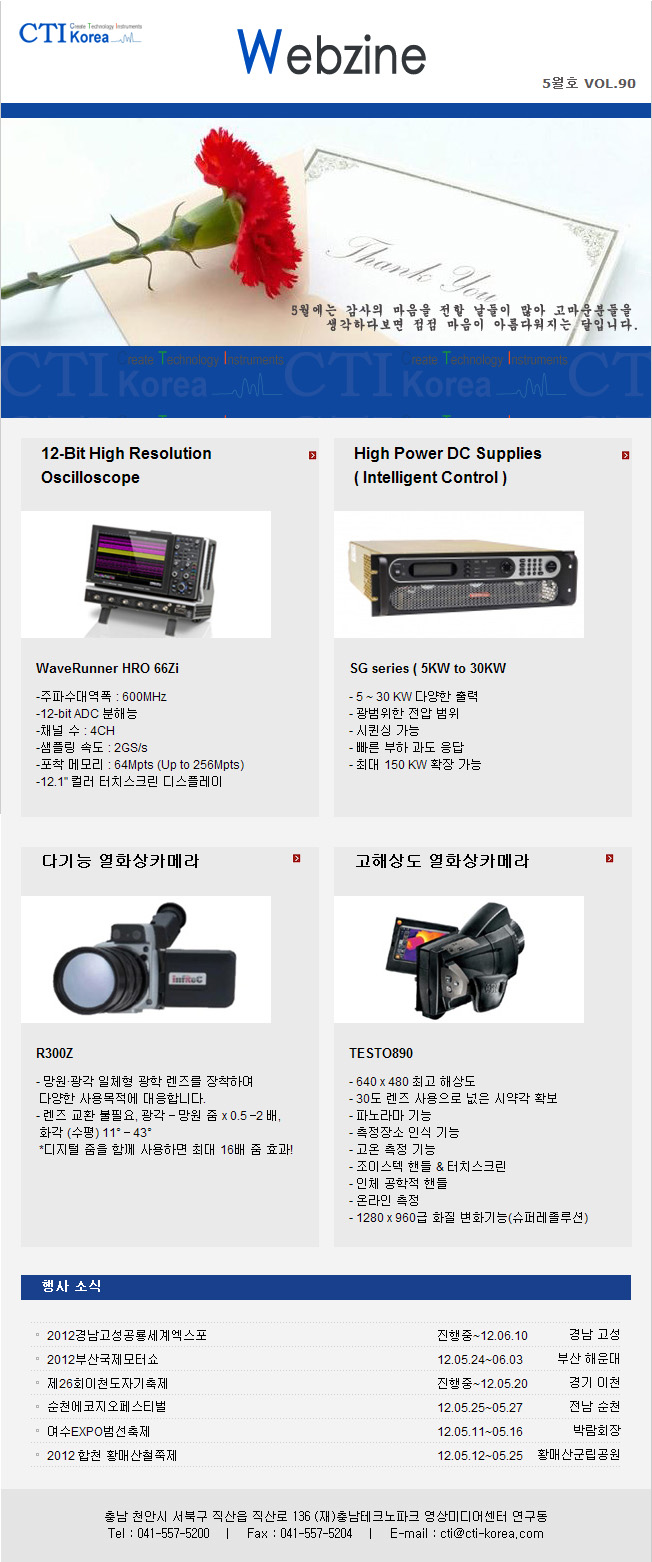 CTI Korea Create Technology Instruments
Webzine
5월호 VOL.90
Thank You
5월에는 감사의 마음을 전할 날들이 많아 고마운분들을
생각하다보면 점점 마음이 아름다워지는 달입니다.
Create Technology Instruments Create Technology Instruments
CTI Korea CTI Korea CT
12-Bit High Resolution
Oscilloscope
WaveRunner HRO 66Zi
-주파수대역폭 : 600MHz
-12-bit ADC 분해능
-채널 수 : 4CH
-샘플링 속도 : 2GS/s
-포착 메모리 : 64Mpts (Up to 256Mpts)
-12.1" 컬러 터치스크린 디스플레이
High Power DC Supplies
( Intelligent Control )
SG series ( 5KW to 30KW
- 5 ~ 30 KW 다양한 출력
- 광범위한 전압 범위
- 시퀀싱 가능
- 빠른 부하 과도 응답
- 최대 150 KW 확장 가능
다기능 열화상카메라
InfReC
R300Z
- 망원·광각 일체형 광학 렌즈를 장착하여
다양한 사용목적에 대응합니다.
- 렌즈 교환 불필요, 광각 – 망원 줌 x 0.5 –2 배,
화각 (수평) 11° – 43°
*디지털 줌을 함께 사용하면 최대 16배 줌 효과!
고해상도 열화상카메라
TESTO890
- 640 x 480 최고 해상도
- 30도 렌즈 사용으로 넓은 시약각 확보
- 파노라마 기능
- 측정장소 인식 기능
- 고온 측정 기능
- 조이스텍 핸들 & 터치스크린
- 인체 공학적 핸들
- 온라인 측정
- 1280 x 960급 화질 변화기능(슈퍼레졸루션)
행사 소식
2012경남고성공룡세계엑스포 진행중~12.06.10 경남 고성
2012부산국제모터쇼 12.05.24~06.03 부산 해운대
제26회이천도자기축제 진행중~12.05.20 경기 이천
순천에코지오페스티벌 12.05.25~05.27 전남 순천
여수EXPO범선축제 12.05.11~05.16 박람회장
2012 합천 황매산철쭉제 12.05.12~05.25 황매산군립공원
충남 천안시 서북구 직산읍 직산로 136 (재)충남테크노파크 영상미디어센터 연구동
Tel : 041-557-5200 | Fax : 041-557-5204 | E-mail : cti@cti-korea.com